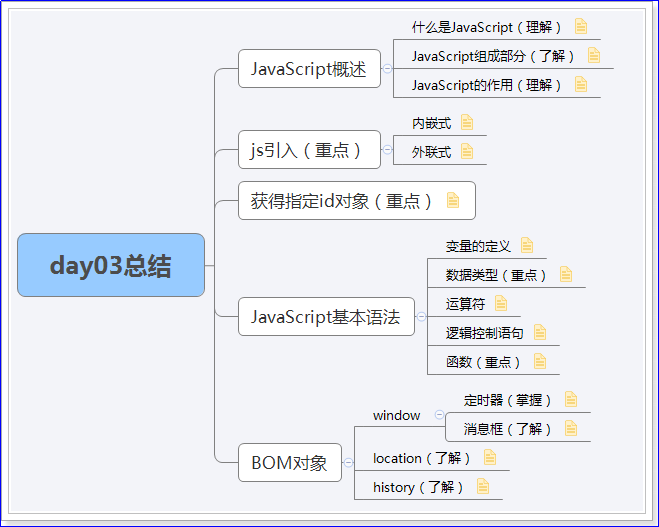 day03总结
JavaScript概述
什么是JavaScript（理解）
JavaScript组成部分（了解）
JavaScript的作用（理解）
js引入（重点）
内嵌式
外联式
获得指定id对象（重点）
JavaScript基本语法
变量的定义
数据类型（重点）
运算符
逻辑控制语句
函数（重点）
BOM对象
window
定时器（掌握）
消息框（了解）
location（了解）
history（了解）